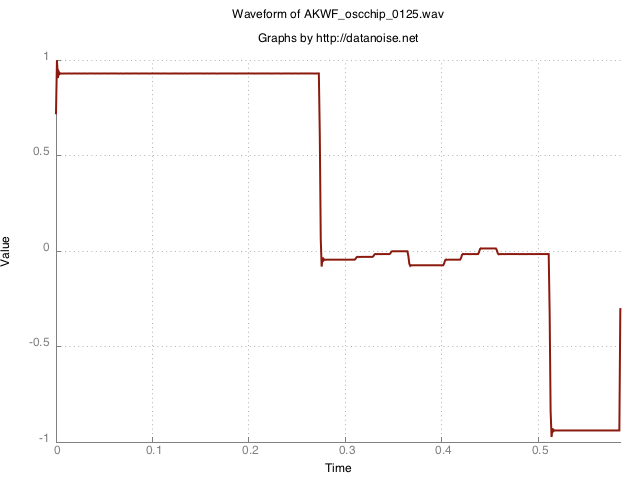 Waveform of AKWF_oscchip_0125.wav
Graphs by http://datanoise.net
1
0.5
0
-0.5
-1
Value
0
0.1
0.2
0.3
0.4
0.5
Time